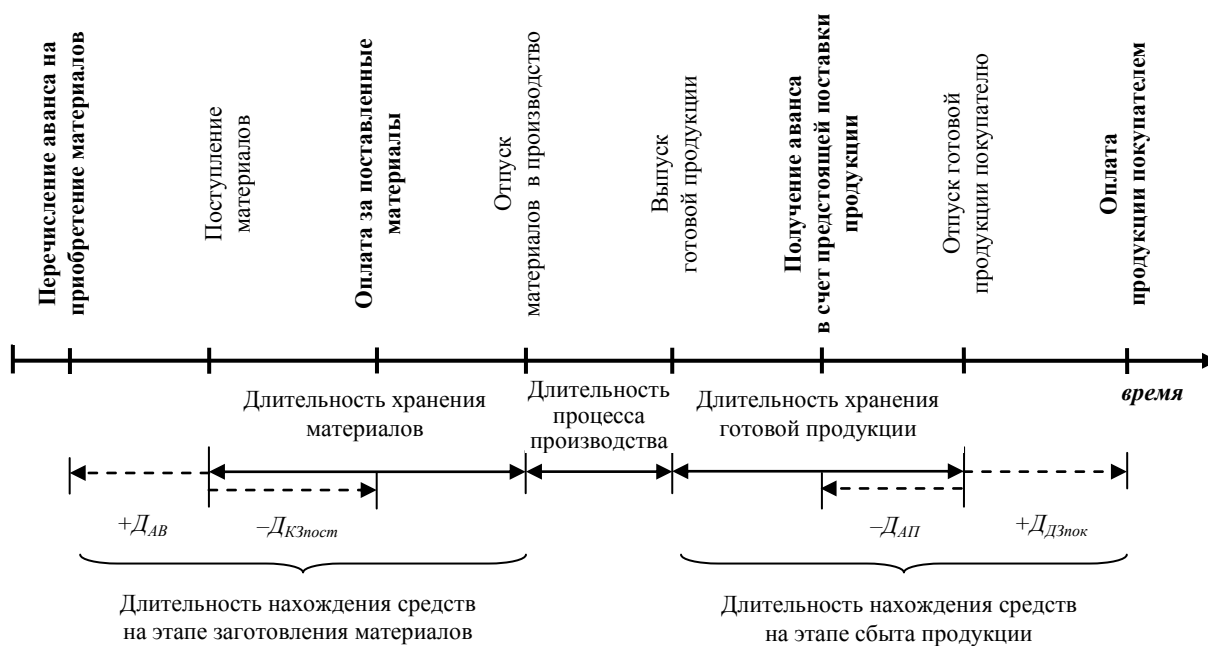 Перечисление аванса на
приобретение материалов
Поступление
материалов
Оплата за поставленные
материалы
Отпуск
материалов в производство
Выпуск
готовой продукции
Получение аванса
в счет предстоящей поставки
продукции
Отпуск готовой
продукции покупателю
Оплата
продукции покупателем
время
Длительность хранения
материалов
Длительность
процесса
производства
Длительность хранения
готовой продукции
+Д_АВ
–Д_КЗпост
–Д_АП
+Д_ДЗпок
Длительность нахождения средств
на этапе заготовления материалов
Длительность нахождения средств
на этапе сбыта продукции